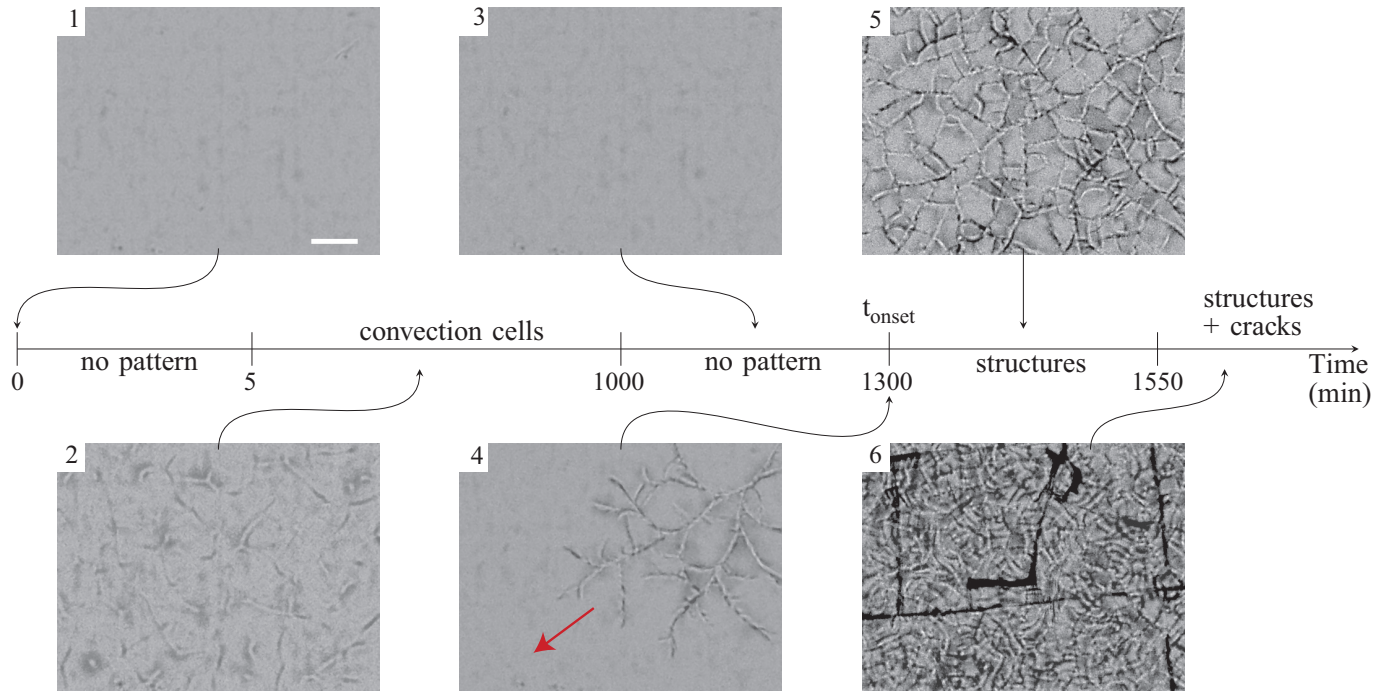 1
3
5
convection cells
t_onset
structures
+ cracks
no pattern
no pattern
structures
Time
(min)
0
5
1000
1300
1550
2
4
6